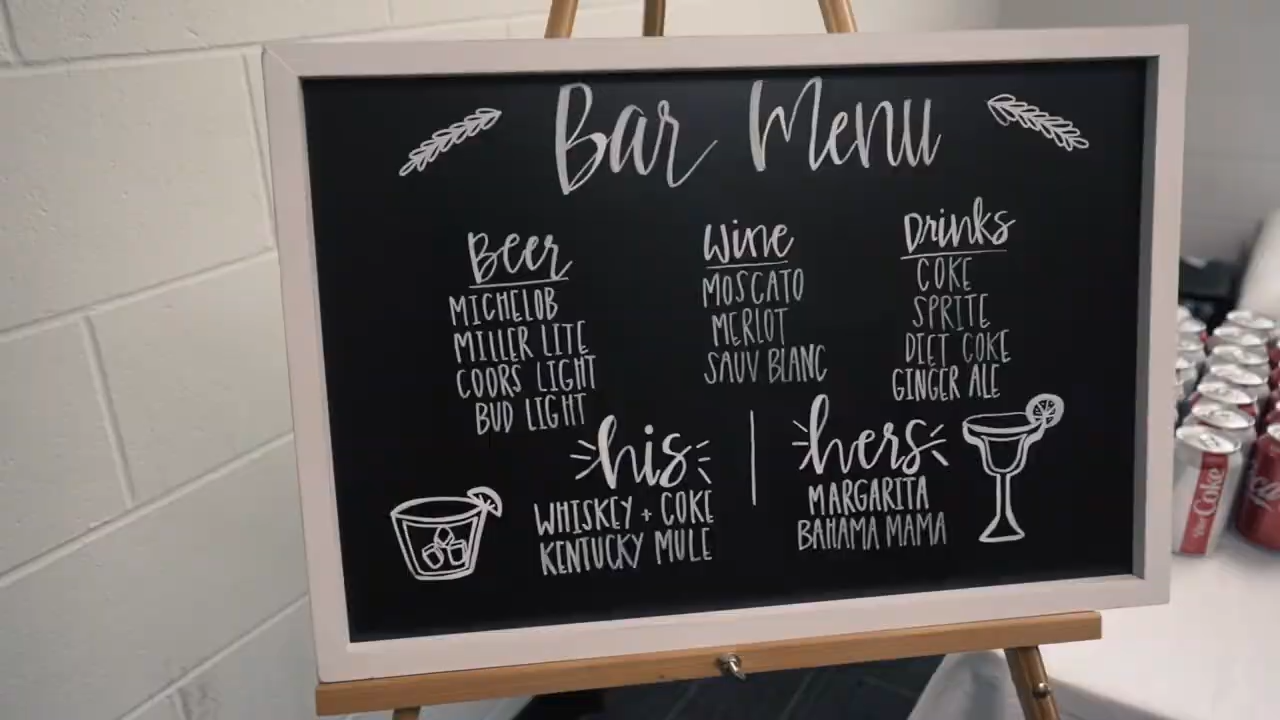 Bar Menu
Beer
MICHELOB
MILLER LITE
COORS LIGHT
BUD LIGHT
Wine
MOSCATO
MERLOT
SAUV BLANC
Drinks
COKE
SPRITE
DIET COKE
GINGER ALE
his
WHISKEY + COKE
KENTUCKY MULE
hers
MARGARITA
BAHAMA MAMA
Diet Coke